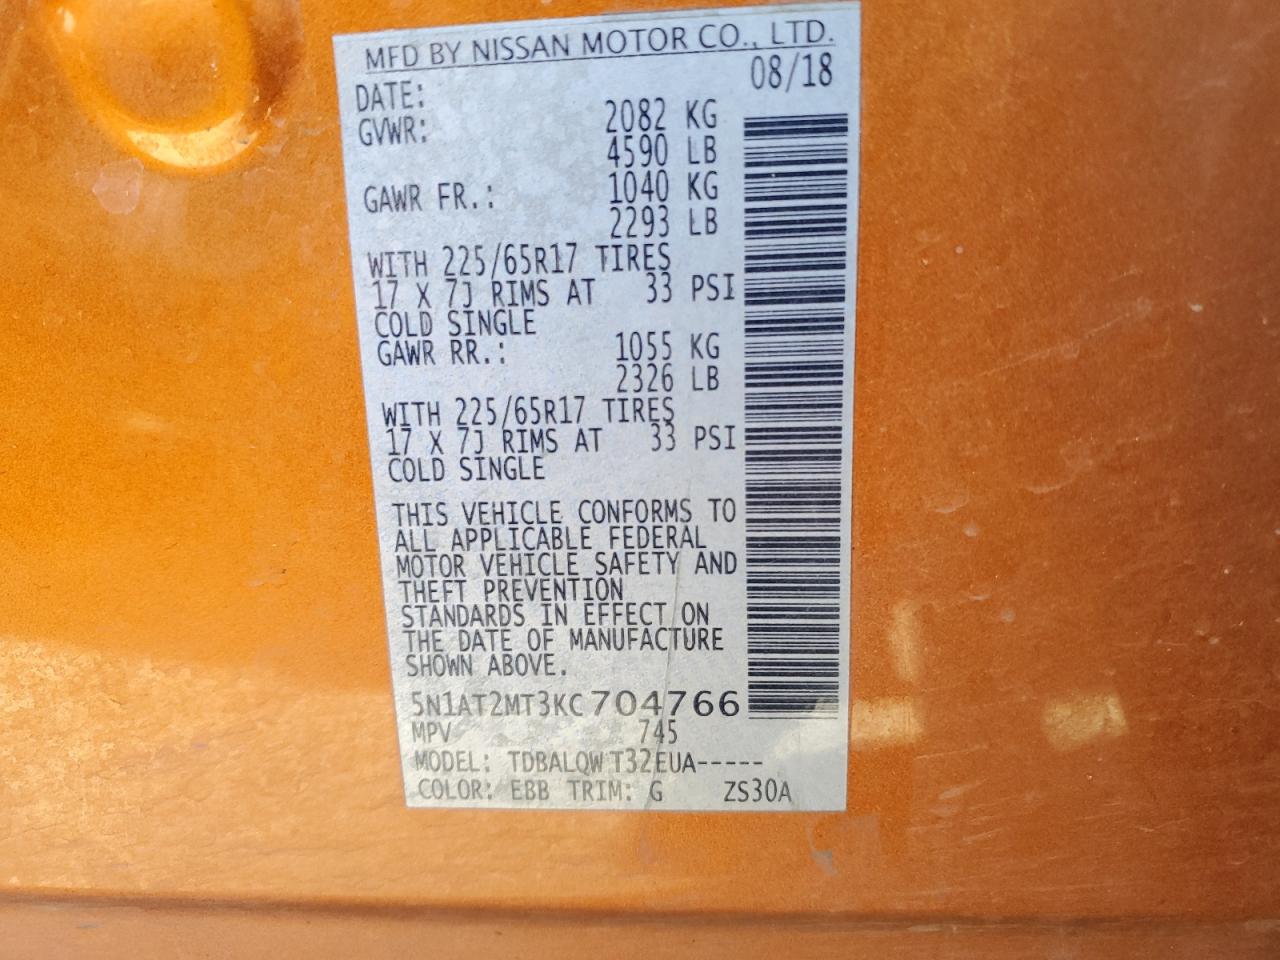 MFD BY NISSAN MOTOR CO., LTD.
DATE: 08/18
GVWR: 2082 KG
4590 LB
GAWR FR.: 1040 KG
2293 LB
WITH 225/65R17 TIRES
17 X 7J RIMS AT 33 PSI
COLD SINGLE
GAWR RR.: 1055 KG
2326 LB
WITH 225/65R17 TIRES
17 X 7J RIMS AT 33 PSI
COLD SINGLE
THIS VEHICLE CONFORMS TO
ALL APPLICABLE FEDERAL
MOTOR VEHICLE SAFETY AND
THEFT PREVENTION
STANDARDS IN EFFECT ON
THE DATE OF MANUFACTURE
SHOWN ABOVE.
5N1AT2MT3KC704766
MPV 745
MODEL: TDBALQW T32EUA-----
COLOR: EBB TRIM: G ZS30A